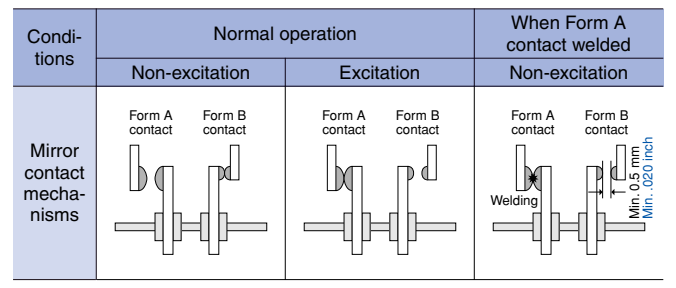 Condi-
tions
Normal operation
When Form A
contact welded
Non-excitation
Excitation
Non-excitation
Mirror
contact
mecha-
nisms
Form A
contact
Form B
contact
Form A
contact
Form B
contact
Form A
contact
Form B
contact
Welding
Min. 0.5 mm
Min. .020 inch